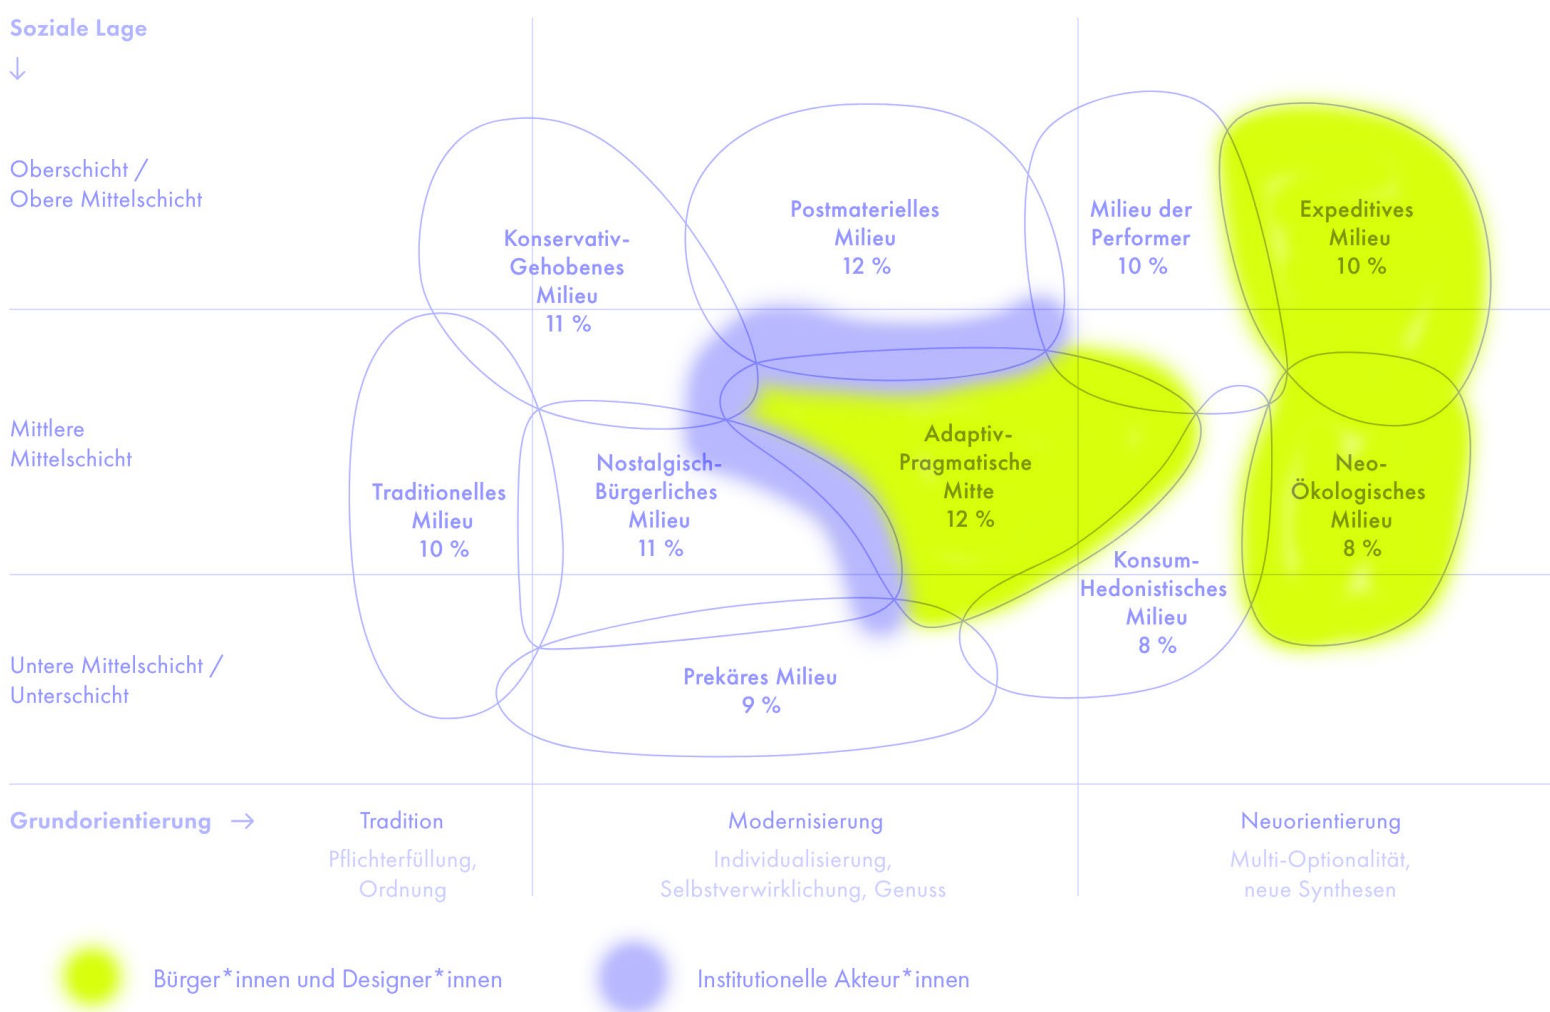 Soziale Lage
↓
Oberschicht /
Obere Mittelschicht
Mittlere
Mittelschicht
Untere Mittelschicht /
Unterschicht
Konservativ-
Gehobenes
Milieu
11 %
Postmaterielles
Milieu
12 %
Milieu der
Performer
10 %
Expeditives
Milieu
10 %
Traditionelles
Milieu
10 %
Nostalgisch-
Bürgerliches
Milieu
11 %
Adaptiv-
Pragmatische
Mitte
12 %
Konsum-
Hedonistisches
Milieu
8 %
Neo-
Ökologisches
Milieu
8 %
Prekäres Milieu
9 %
Grundorientierung →
Tradition
Pflichterfüllung,
Ordnung
Modernisierung
Individualisierung,
Selbstverwirklichung, Genuss
Neuorientierung
Multi-Optionalität,
neue Synthesen
Bürger*innen und Designer*innen
Institutionelle Akteur*innen